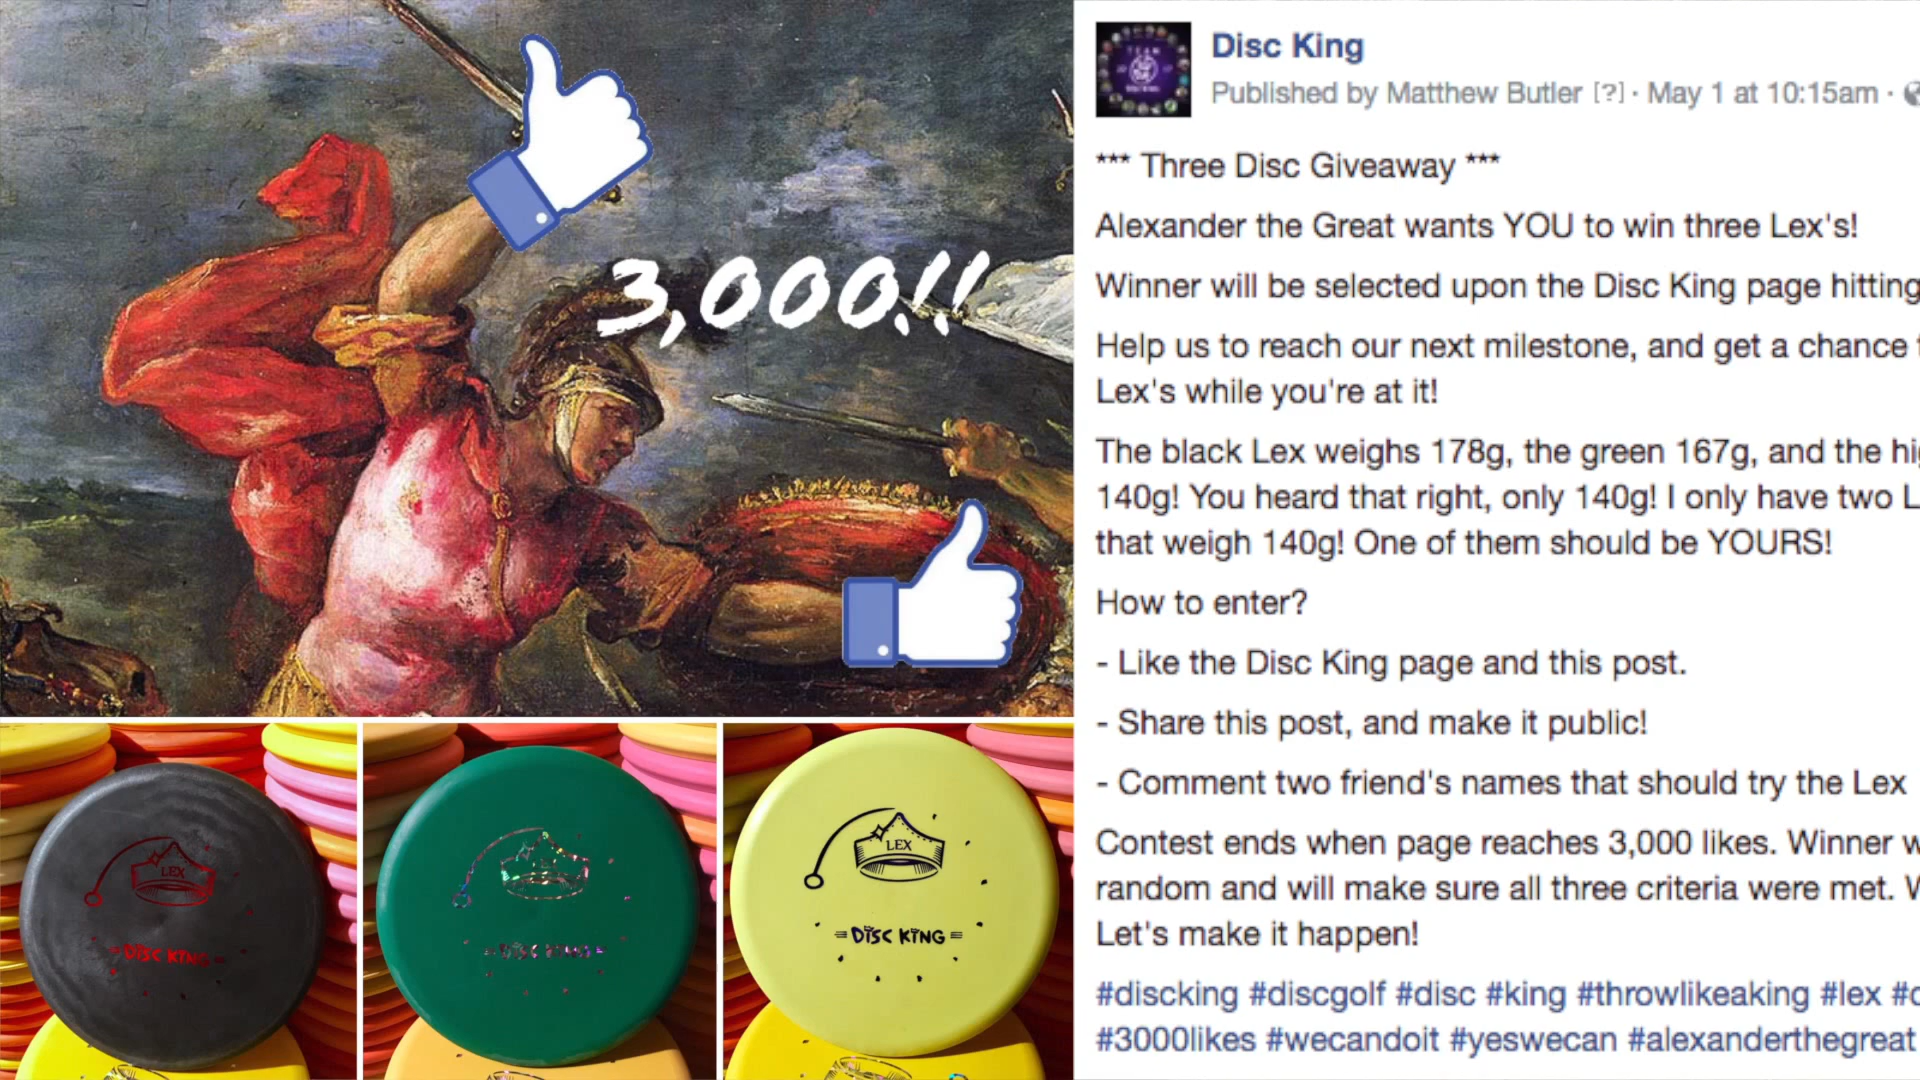 3,000!!
LEX
DISC KING
LEX
DISC KING
LEX
DISC KING
TEAM
Disc King
Published by Matthew Butler [?] · May 1 at 10:15am ·
*** Three Disc Giveaway ***
Alexander the Great wants YOU to win three Lex's!
Winner will be selected upon the Disc King page hitting
Help us to reach our next milestone, and get a chance
Lex's while you're at it!
The black Lex weighs 178g, the green 167g, and the
140g! You heard that right, only 140g! I only have two L
that weigh 140g! One of them should be YOURS!
How to enter?
- Like the Disc King page and this post.
- Share this post, and make it public!
- Comment two friend's names that should try the Lex
Contest ends when page reaches 3,000 likes. Winner
random and will make sure all three criteria were met.
Let's make it happen!
#discking #discgolf #disc #king #throwlikeaking #lex
#3000likes #wecandoit #yeswecan #alexanderthegreat